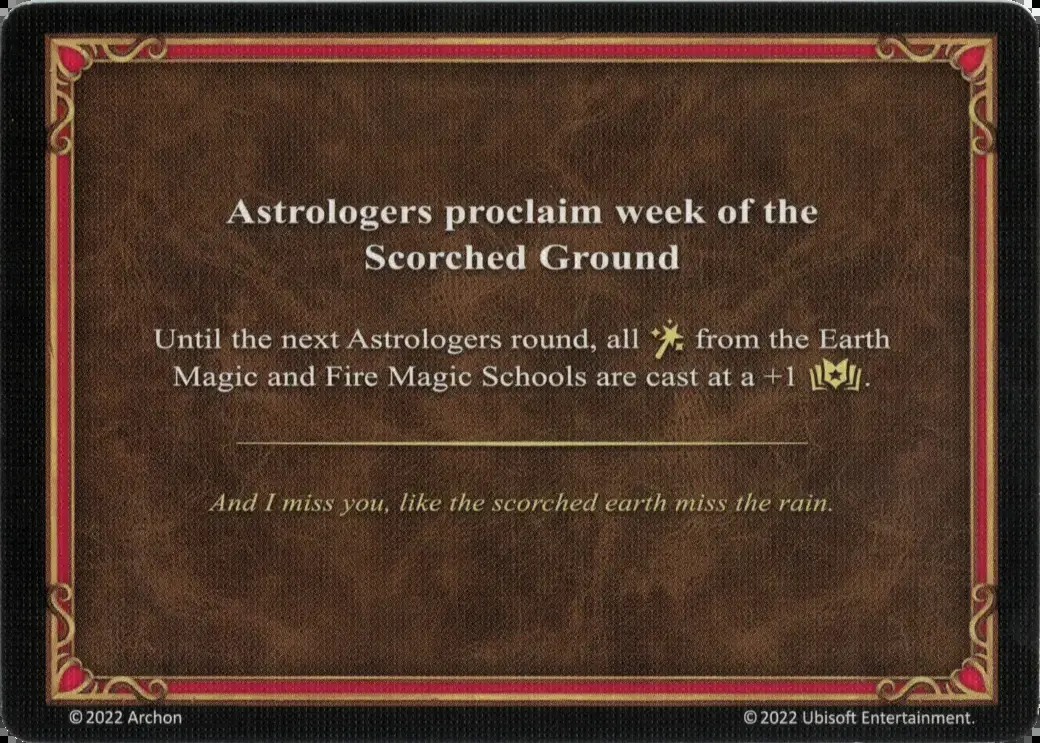 Astrologers proclaim week of the
Scorched Ground
Until the next Astrologers round, all from the Earth
Magic and Fire Magic Schools are cast at a +1 .
And I miss you, like the scorched earth miss the rain.
© 2022 Archon
© 2022 Ubisoft Entertainment.